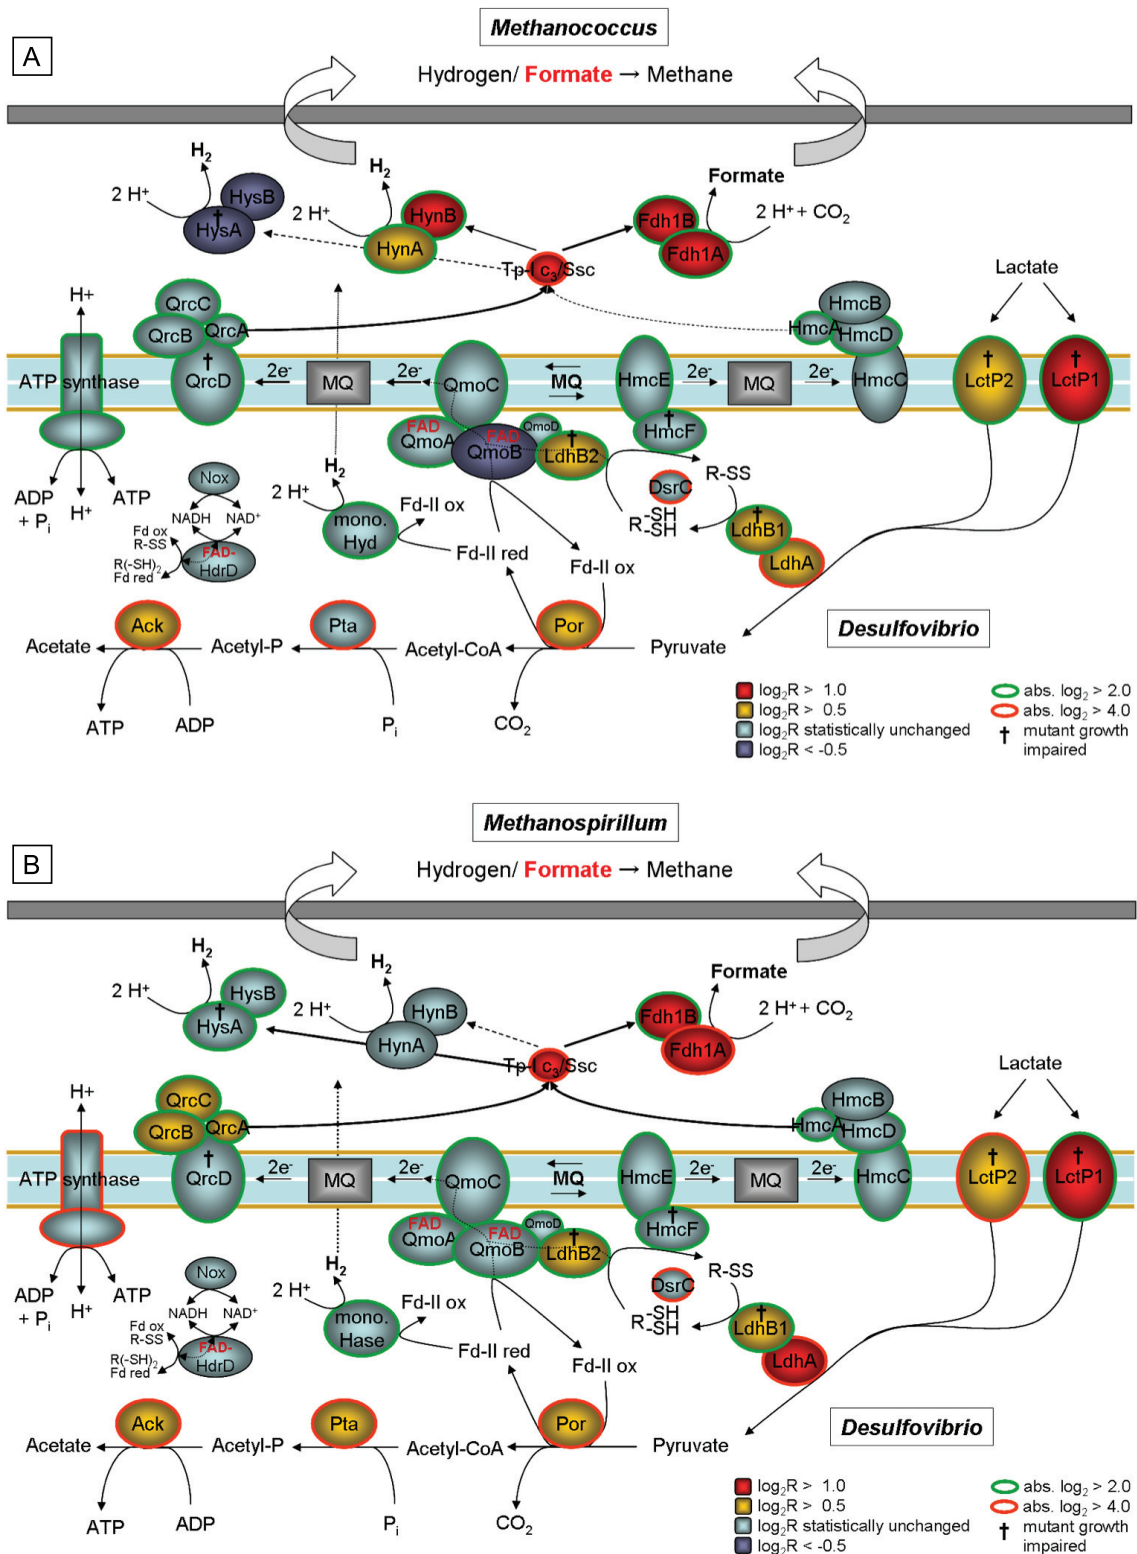 A
Methanococcus
Hydrogen/ Formate → Methane
H2
HysB
2 H+
HysA
H2
2 H+
HynB
HynA
Formate
Fdh1B
2 H+ + CO2
Fdh1A
Tp-I c3/Ssc
Lactate
H+
QrcC
QrcB
QrcA
HmcB
HmcA
HmcD
ATP synthase
QrcD
2e-
MQ
2e-
QmoC
MQ
HmcE
2e-
MQ
2e-
HmcC
LctP2
LctP1
FAD
QmoA
FAD
QmoB
QmoD
LdhB2
HmcF
ADP
+ Pi
H+
ATP
Nox
NADH
NAD+
Fd ox
R-SS
FAD-
HdrD
R(-SH)2
Fd red
H2
2 H+
mono.
Hyd
Fd-II ox
Fd-II red
Fd-II ox
DsrC
R-SS
R-SH
-SH
LdhB1
LdhA
Ack
Pta
Por
Desulfovibrio
Acetate
Acetyl-P
Acetyl-CoA
Pyruvate
ATP
ADP
Pi
CO2
log2R > 1.0
log2R > 0.5
log2R statistically unchanged
log2R < -0.5
abs. log2 > 2.0
abs. log2 > 4.0
† mutant growth
impaired
B
Methanospirillum
Hydrogen/ Formate → Methane
H2
HysB
2 H+
HysA
H2
2 H+
HynB
HynA
Formate
Fdh1B
2 H+ + CO2
Fdh1A
Tp-I c3/Ssc
Lactate
H+
QrcC
QrcB
QrcA
HmcB
HmcA
HmcD
ATP synthase
QrcD
2e-
MQ
2e-
QmoC
MQ
HmcE
2e-
MQ
2e-
HmcC
LctP2
LctP1
FAD
QmoA
FAD
QmoB
QmoD
LdhB2
HmcF
ADP
+ Pi
H+
ATP
Nox
NADH
NAD+
Fd ox
R-SS
FAD-
HdrD
R(-SH)2
Fd red
H2
2 H+
mono.
Hase
Fd-II ox
Fd-II red
Fd-II ox
DsrC
R-SS
R-SH
-SH
LdhB1
LdhA
Ack
Pta
Por
Desulfovibrio
Acetate
Acetyl-P
Acetyl-CoA
Pyruvate
ATP
ADP
Pi
CO2
log2R > 1.0
log2R > 0.5
log2R statistically unchanged
log2R < -0.5
abs. log2 > 2.0
abs. log2 > 4.0
† mutant growth
impaired